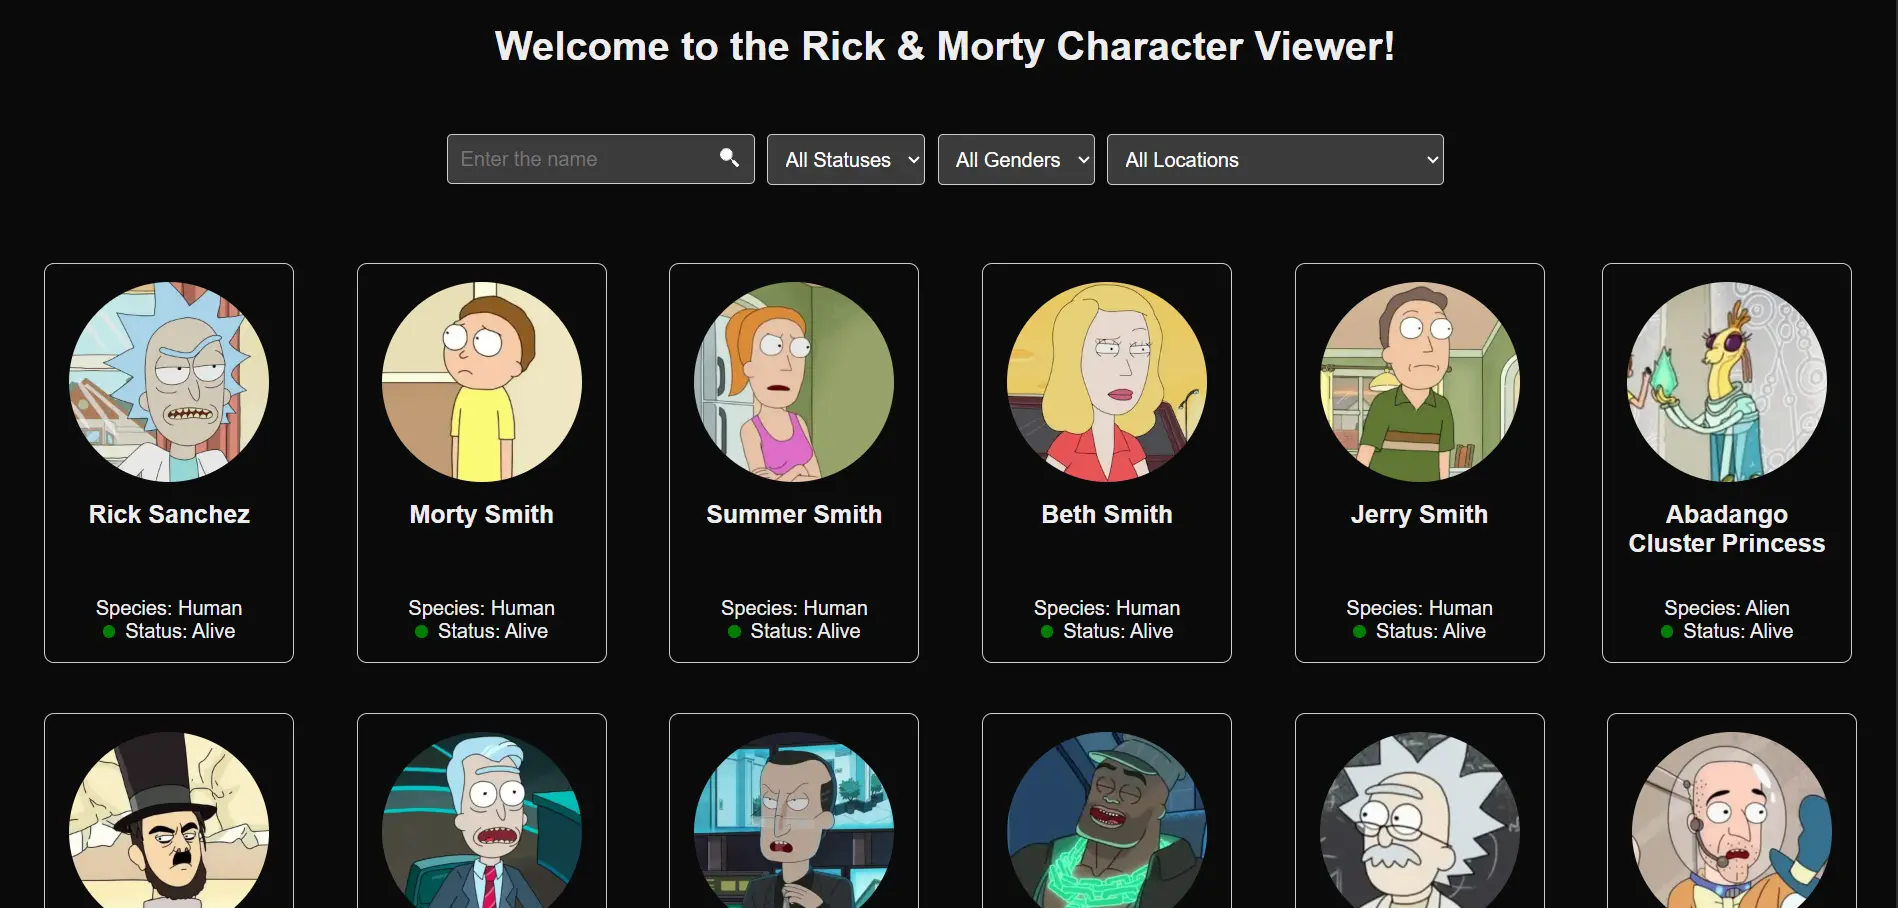 Welcome to the Rick & Morty Character Viewer!
Enter the name
All Statuses
All Genders
All Locations
Rick Sanchez
Species: Human
Status: Alive
Morty Smith
Species: Human
Status: Alive
Summer Smith
Species: Human
Status: Alive
Beth Smith
Species: Human
Status: Alive
Jerry Smith
Species: Human
Status: Alive
Abadango
Cluster Princess
Species: Alien
Status: Alive